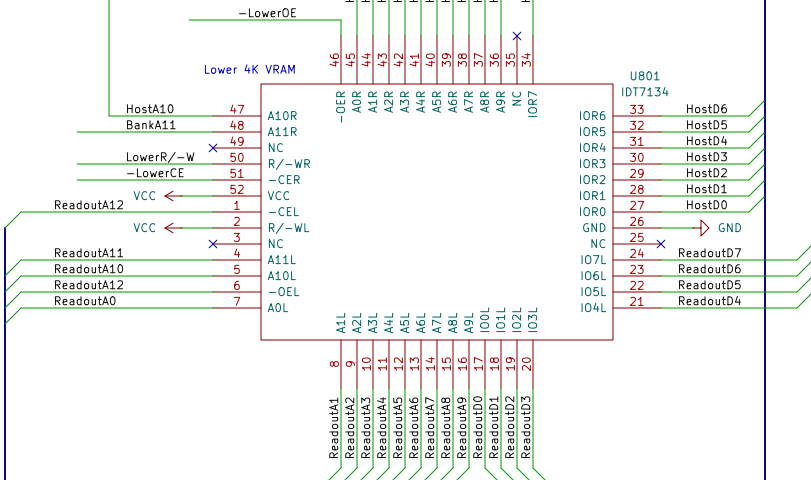 -LowerOE
46 45 44 43 42 41 40 39 38 37 36 35 34
Lower 4K VRAM
U801
IDT7134
-OER A0R A1R A2R A3R A4R A5R A6R A7R A8R A9R NC IOR7
HostA10 47 A10R
BankA11 48 A11R
49 NC
LowerR/-W 50 R/-WR
-LowerCE 51 -CER
VCC 52 VCC
ReadoutA12 1 -CEL
VCC 2 R/-WL
3 NC
ReadoutA11 4 A11L
ReadoutA10 5 A10L
ReadoutA12 6 -OEL
ReadoutA0 7 A0L
IOR6 33 HostD6
IOR5 32 HostD5
IOR4 31 HostD4
IOR3 30 HostD3
IOR2 29 HostD2
IOR1 28 HostD1
IOR0 27 HostD0
GND 26 GND
NC 25
IO7L 24 ReadoutD7
IO6L 23 ReadoutD6
IO5L 22 ReadoutD5
IO4L 21 ReadoutD4
A1L A2L A3L A4L A5L A6L A7L A8L A9L IO0L IO1L IO2L IO3L
8 9 10 11 12 13 14 15 16 17 18 19 20
ReadoutA1
ReadoutA2
ReadoutA3
ReadoutA4
ReadoutA5
ReadoutA6
ReadoutA7
ReadoutA8
ReadoutA9
ReadoutD0
ReadoutD1
ReadoutD2
ReadoutD3